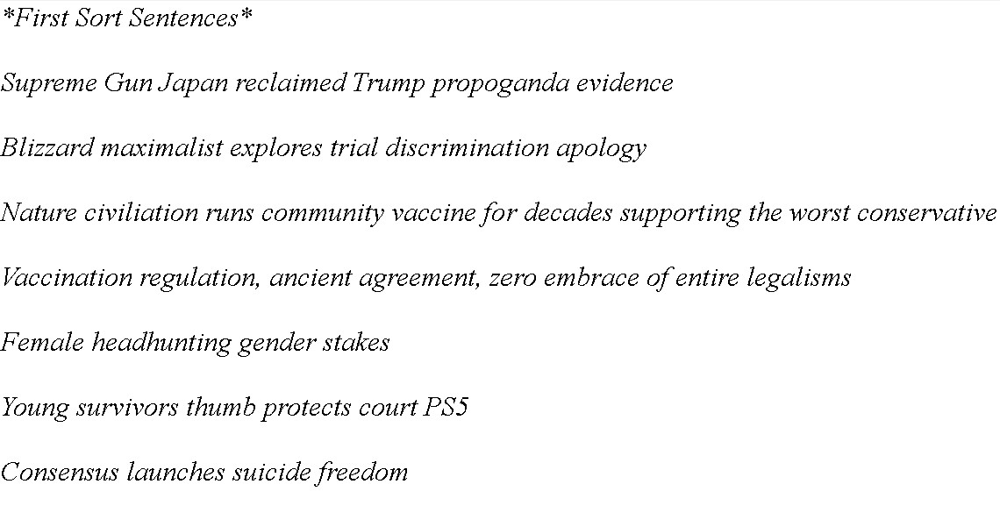 *First Sort Sentences*
Supreme Gun Japan reclaimed Trump propoganda evidence
Blizzard maximalist explores trial discrimination apology
Nature civiliation runs community vaccine for decades supporting the worst conservative
Vaccination regulation, ancient agreement, zero embrace of entire legalisms
Female headhunting gender stakes
Young survivors thumb protects court PS5
Consensus launches suicide freedom